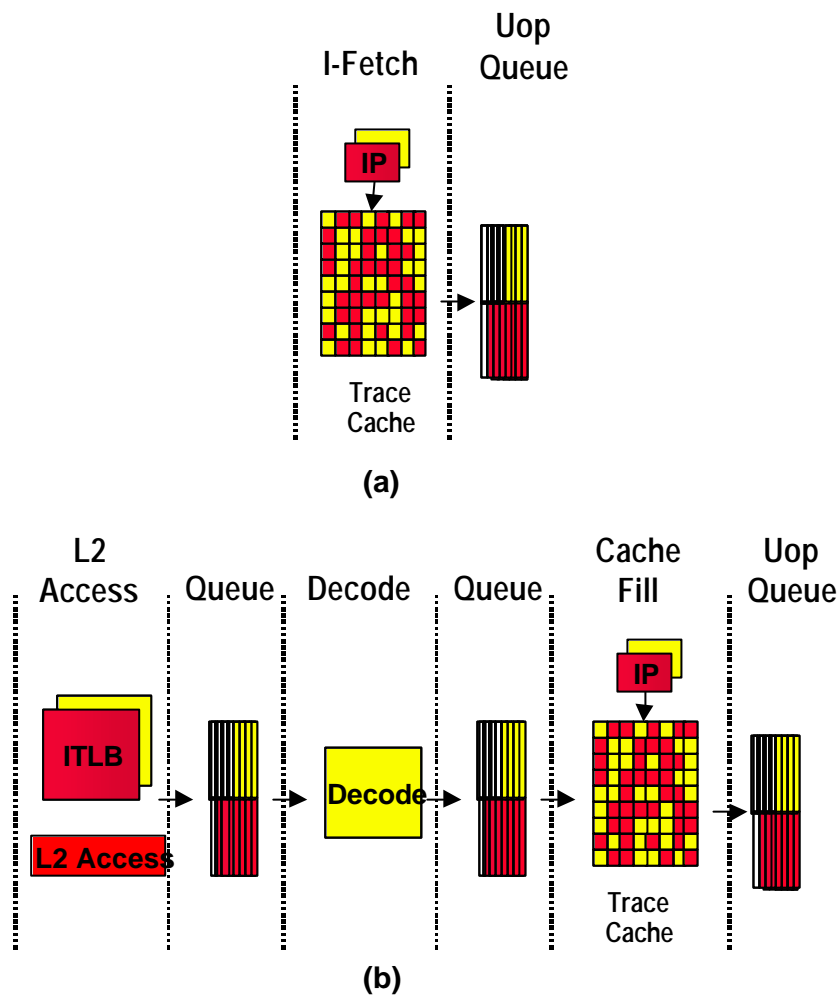 I-Fetch
Uop
Queue
IP
Trace
Cache
(a)
L2
Access
Queue
Decode
Queue
Cache
Fill
Uop
Queue
IP
ITLB
Decode
L2 Access
Trace
Cache
(b)